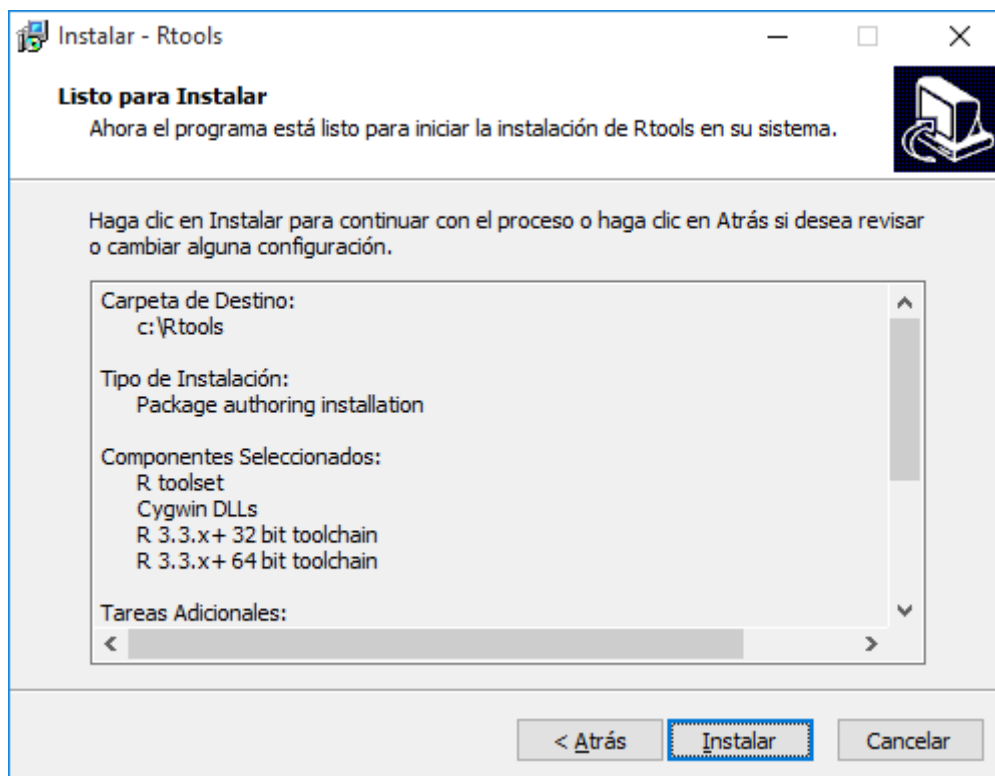 Instalar - Rtools
Listo para Instalar
Ahora el programa está listo para iniciar la instalación de Rtools en su sistema.
Haga clic en Instalar para continuar con el proceso o haga clic en Atrás si desea revisar
o cambiar alguna configuración.
Carpeta de Destino:
c:\Rtools
Tipo de Instalación:
Package authoring installation
Componentes Seleccionados:
R toolset
Cygwin DLLs
R 3.3.x+ 32 bit toolchain
R 3.3.x+ 64 bit toolchain
Tareas Adicionales:
< Atrás Instalar Cancelar